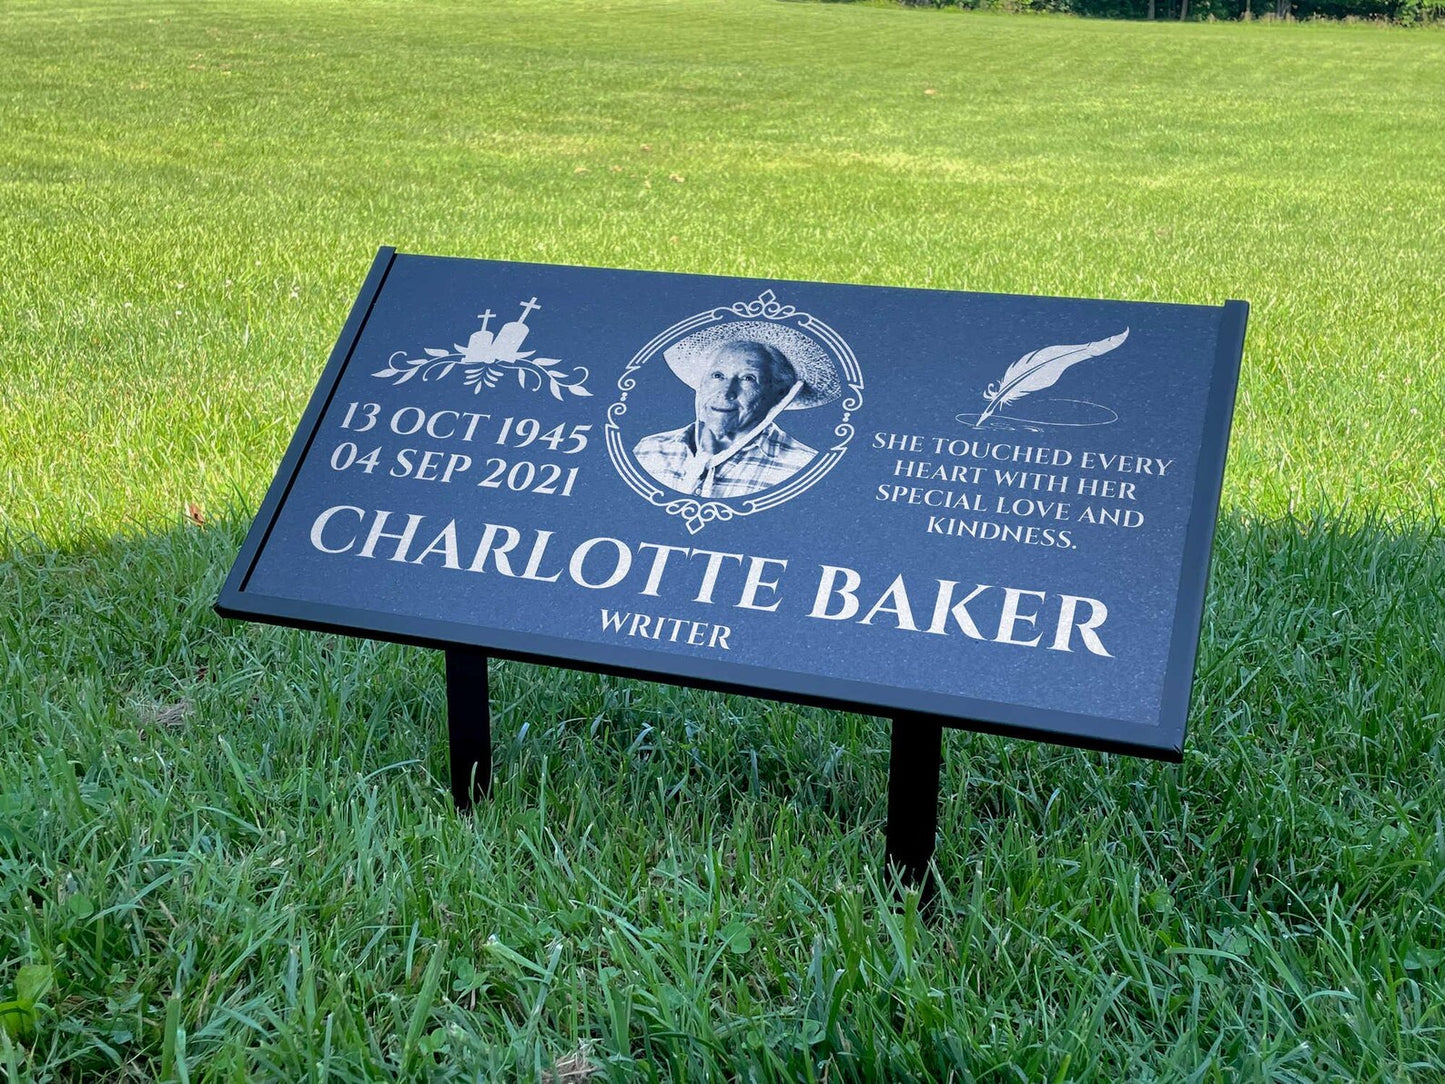 13 OCT 1945
04 SEP 2021
SHE TOUCHED EVERY
HEART WITH HER
SPECIAL LOVE AND
KINDNESS.
CHARLOTTE BAKER
WRITER